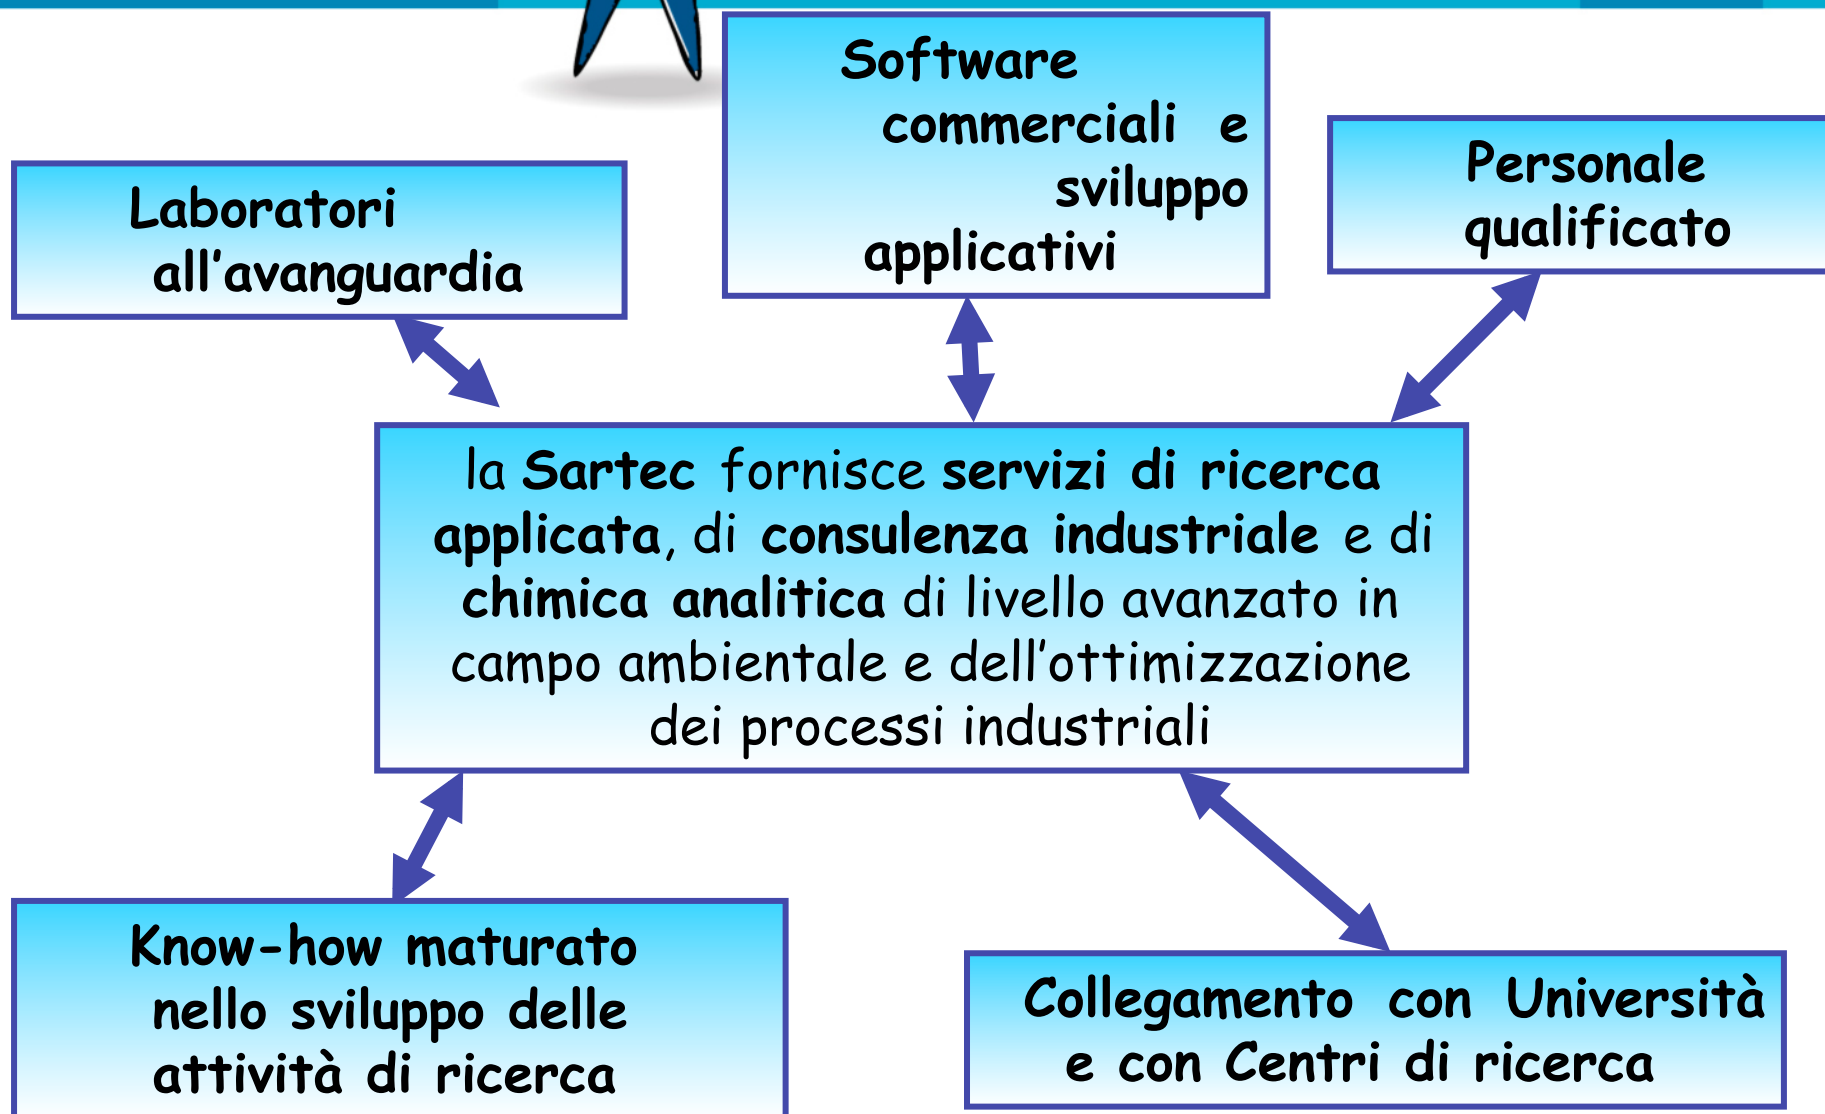 Software
commerciali e
sviluppo
applicativi
Personale
qualificato
Laboratori
all'avanguardia
la Sartec fornisce servizi di ricerca
applicata, di consulenza industriale e di
chimica analitica di livello avanzato in
campo ambientale e dell'ottimizzazione
dei processi industriali
Know-how maturato
nello sviluppo delle
attività di ricerca
Collegamento con Università
e con Centri di ricerca